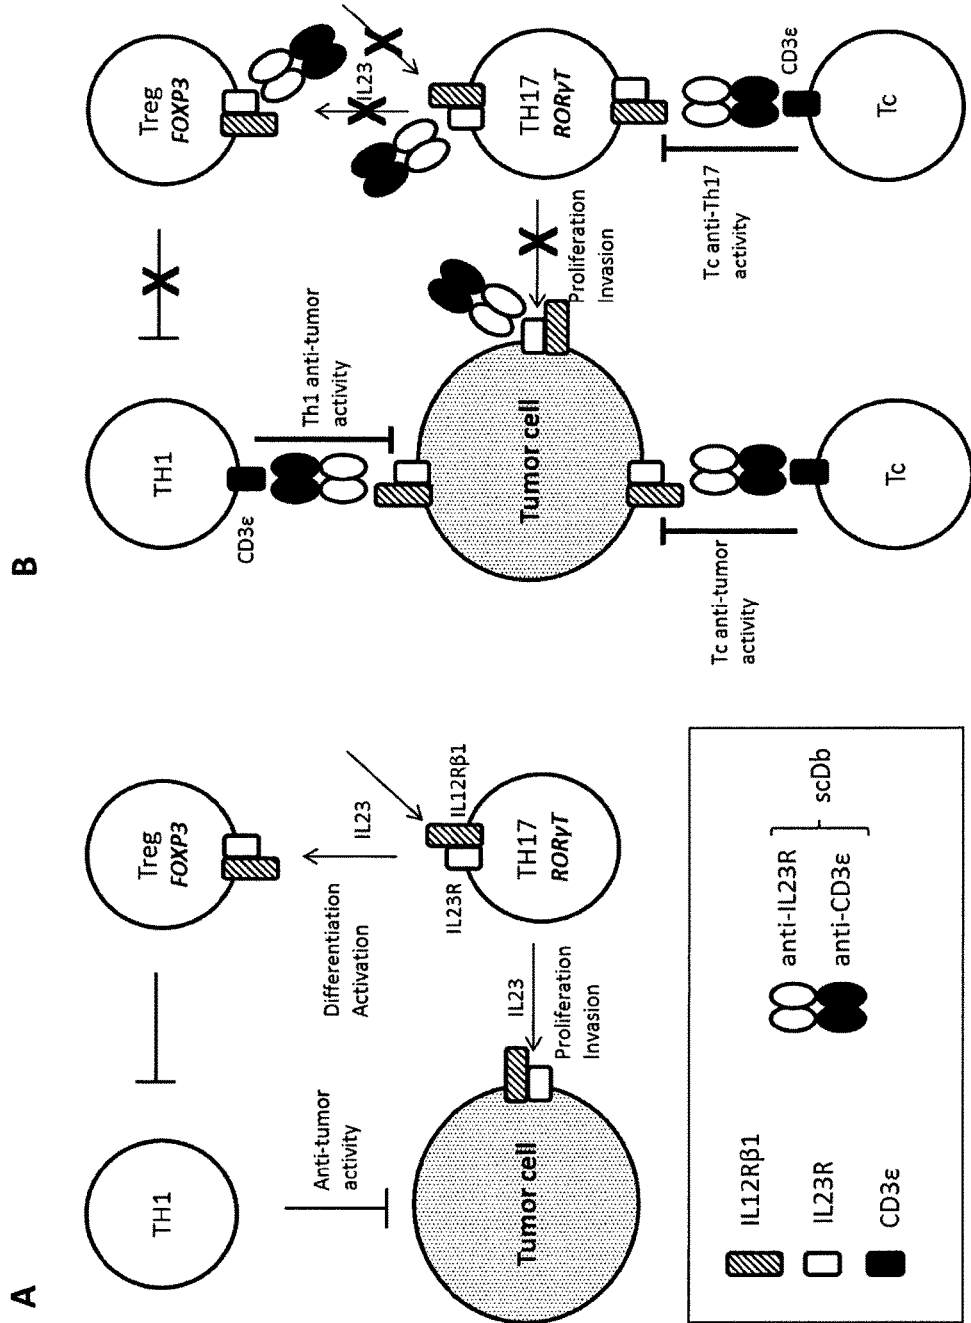 A
TH1
Treg
FOXP3
Anti-tumor
activity
Differentiation
Activation
IL23
IL23R
IL12Rβ1
Tumor cell
IL23
Proliferation
Invasion
TH17
RORγT
IL12Rβ1
IL23R
CD3ε
anti-IL23R
anti-CD3ε
scDb
B
TH1
Treg
FOXP3
CD3ε
Th1 anti-tumor
activity
IL23
Tumor cell
Proliferation
Invasion
TH17
RORγT
Tc anti-tumor
activity
Tc anti-Th17
activity
CD3ε
Tc
Tc